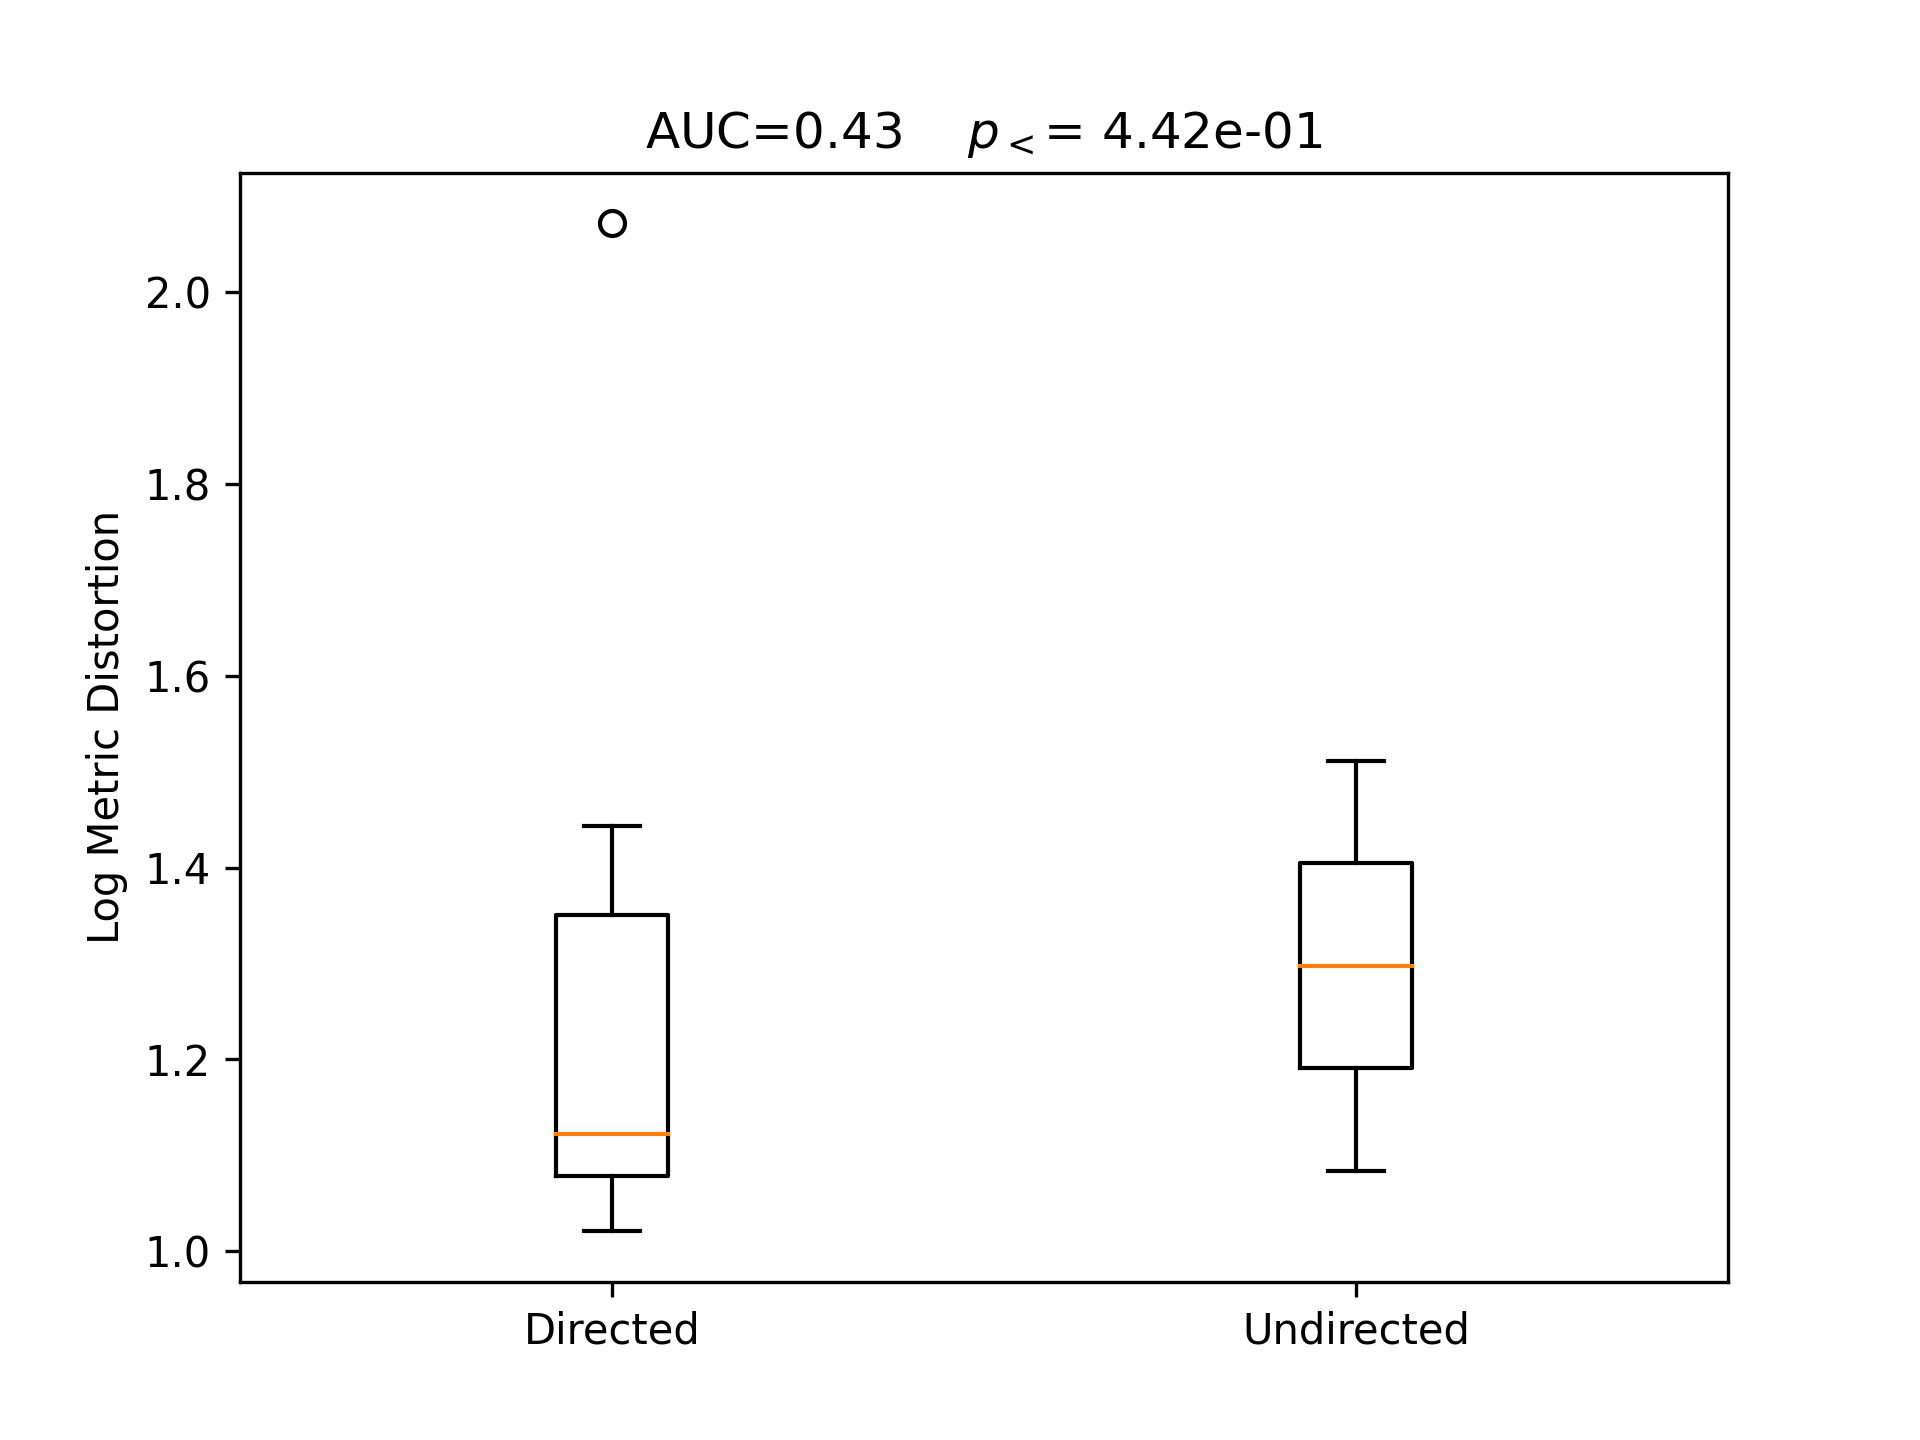 AUC=0.43 p < = 4.42e-01
Log Metric Distortion
2.0
1.8
1.6
1.4
1.2
1.0
Directed Undirected